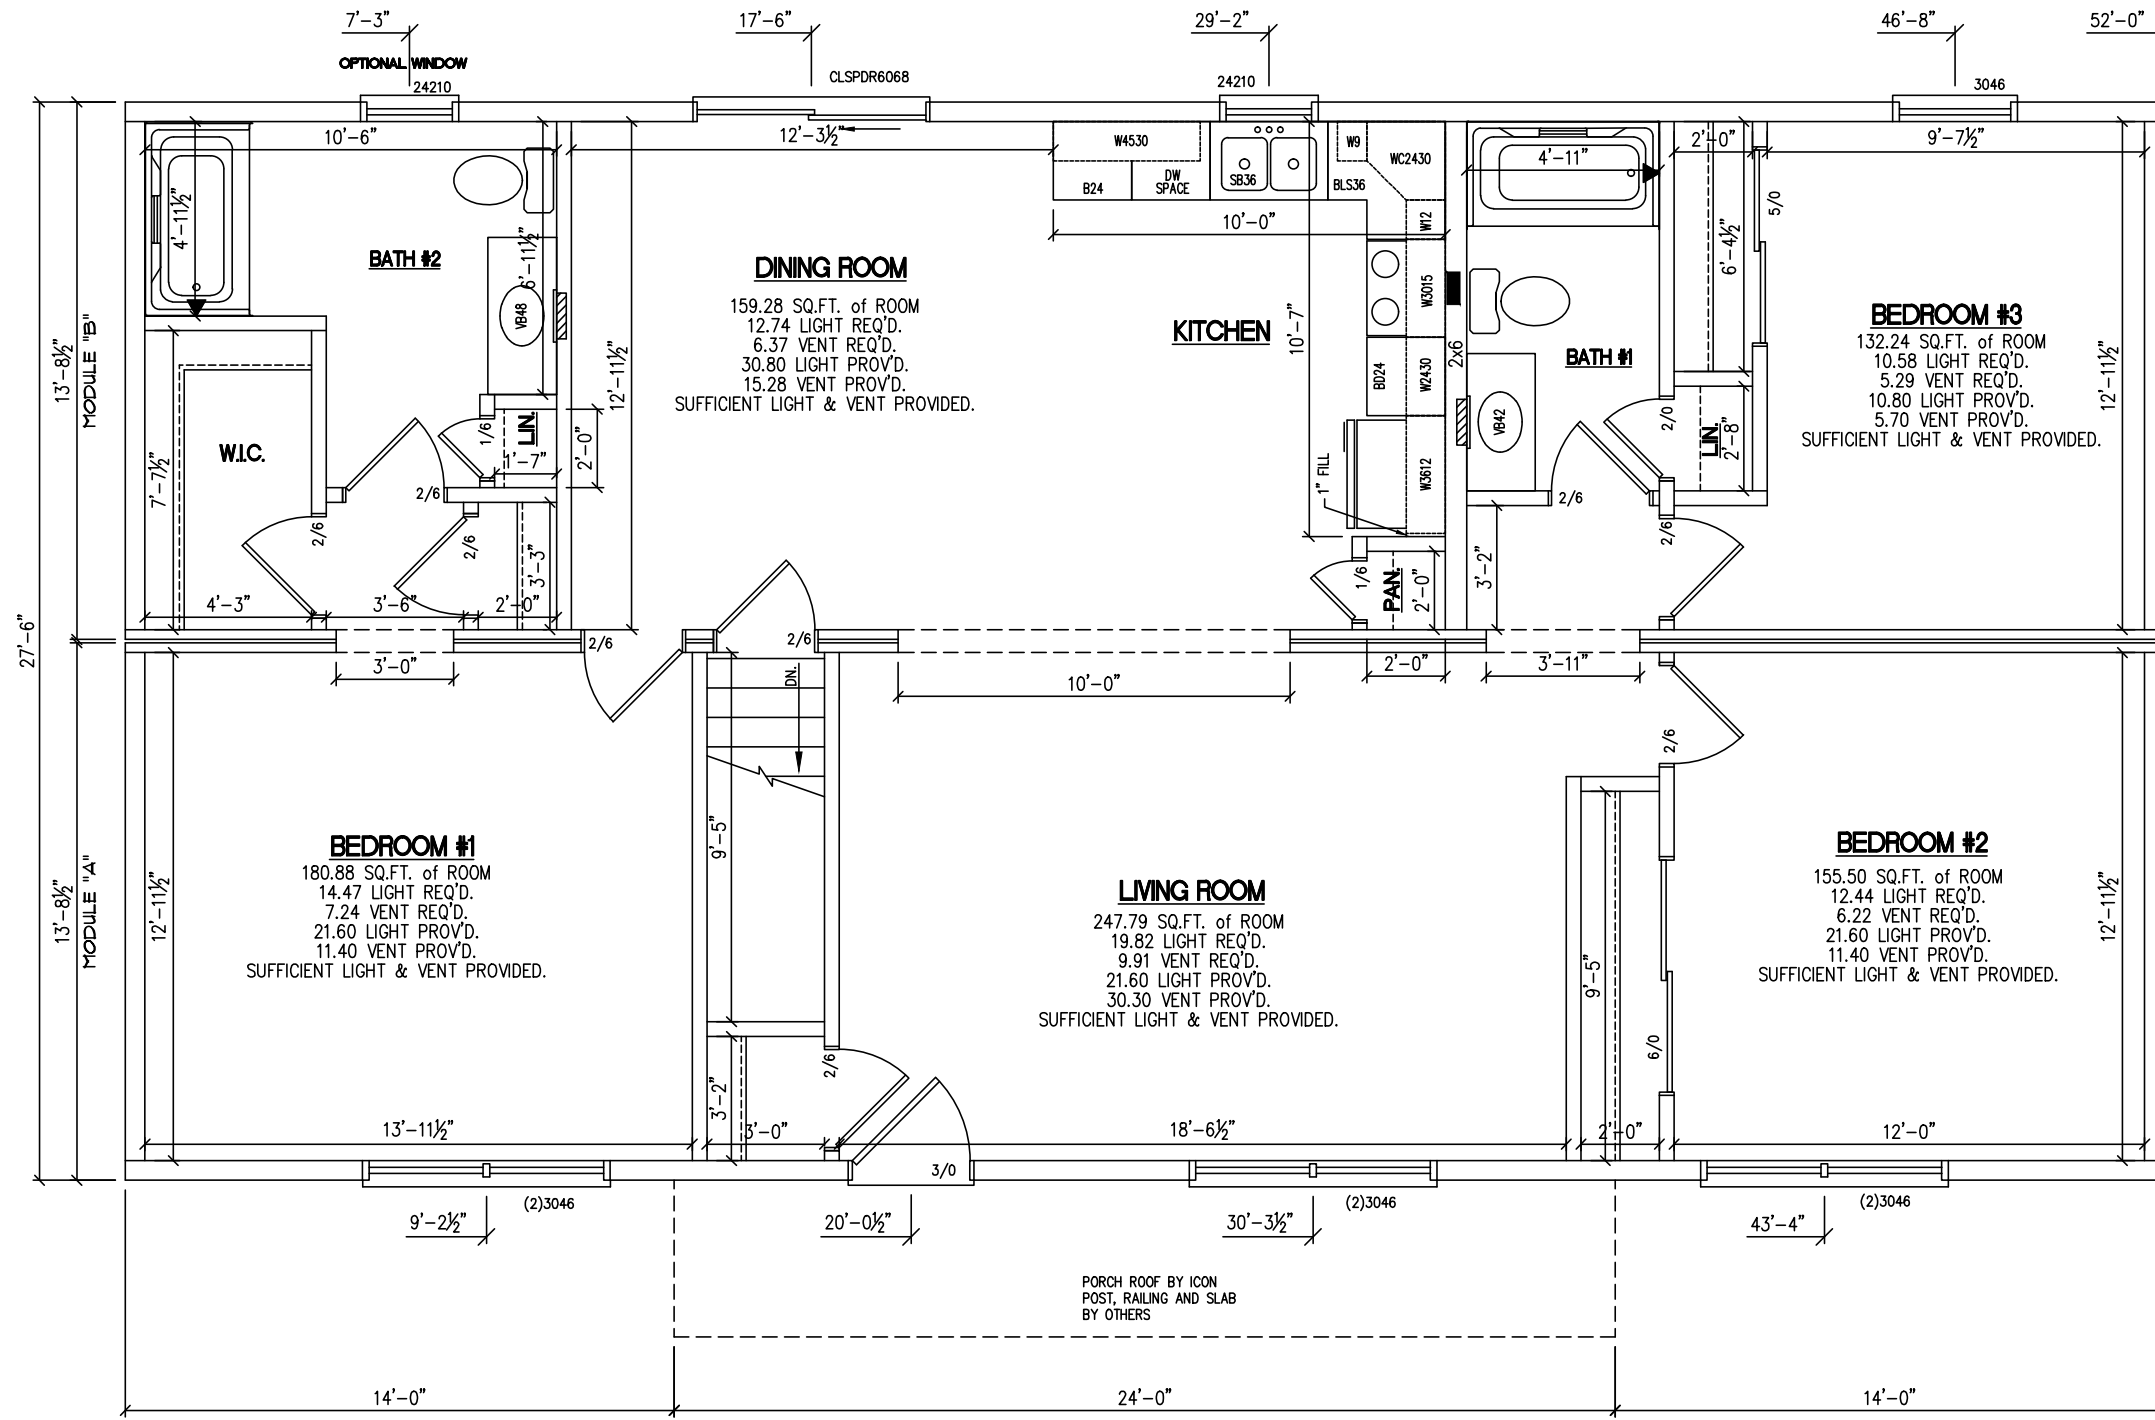 7'-3"
17'-6"
29'-2"
46'-8"
52'-0"
OPTIONAL WINDOW
24210
CLSPDR6068
24210
3046
10'-6"
12'-3½"
W4530
B24
DW
SPACE
SB36
W9
BLS36
WC2430
10'-0"
W12
4'-11"
2'-0"
9'-7½"
5/0
4'-11½"
BATH #2
6'-11½"
VB48
DINING ROOM
159.28 SQ.FT. of ROOM
12.74 LIGHT REQ'D.
6.37 VENT REQ'D.
30.80 LIGHT PROV'D.
15.28 VENT PROV'D.
SUFFICIENT LIGHT & VENT PROVIDED.
12'-11½"
KITCHEN
10'-7"
W3015
BD24
W2430
W3612
1" FILL
2x6
BATH #1
VB42
6'-4½"
BEDROOM #3
132.24 SQ.FT. of ROOM
10.58 LIGHT REQ'D.
5.29 VENT REQ'D.
10.80 LIGHT PROV'D.
5.70 VENT PROV'D.
SUFFICIENT LIGHT & VENT PROVIDED.
12'-11½"
27'-6"
13'-8½"
MODULE "B"
W.I.C.
7'-7½"
2/6
2/6
1/6
LIN.
1'-7"
2'-0"
2/6
3'-3"
4'-3"
3'-6"
2'-0"
2/0
LIN.
2'-8"
2/6
2/6
3'-2"
1/6
PAN.
2'-0"
2/6
2/6
3'-0"
DN.
10'-0"
2'-0"
3'-11"
2/6
13'-8½"
MODULE "A"
12'-11½"
BEDROOM #1
180.88 SQ.FT. of ROOM
14.47 LIGHT REQ'D.
7.24 VENT REQ'D.
21.60 LIGHT PROV'D.
11.40 VENT PROV'D.
SUFFICIENT LIGHT & VENT PROVIDED.
9'-5"
LIVING ROOM
247.79 SQ.FT. of ROOM
19.82 LIGHT REQ'D.
9.91 VENT REQ'D.
21.60 LIGHT PROV'D.
30.30 VENT PROV'D.
SUFFICIENT LIGHT & VENT PROVIDED.
9'-5"
BEDROOM #2
155.50 SQ.FT. of ROOM
12.44 LIGHT REQ'D.
6.22 VENT REQ'D.
21.60 LIGHT PROV'D.
11.40 VENT PROV'D.
SUFFICIENT LIGHT & VENT PROVIDED.
12'-11½"
6/0
2/6
3'-2"
13'-11½"
3'-0"
18'-6½"
2'-0"
12'-0"
3/0
(2)3046
(2)3046
(2)3046
9'-2½"
20'-0½"
30'-3½"
43'-4"
PORCH ROOF BY ICON
POST, RAILING AND SLAB
BY OTHERS
14'-0"
24'-0"
14'-0"